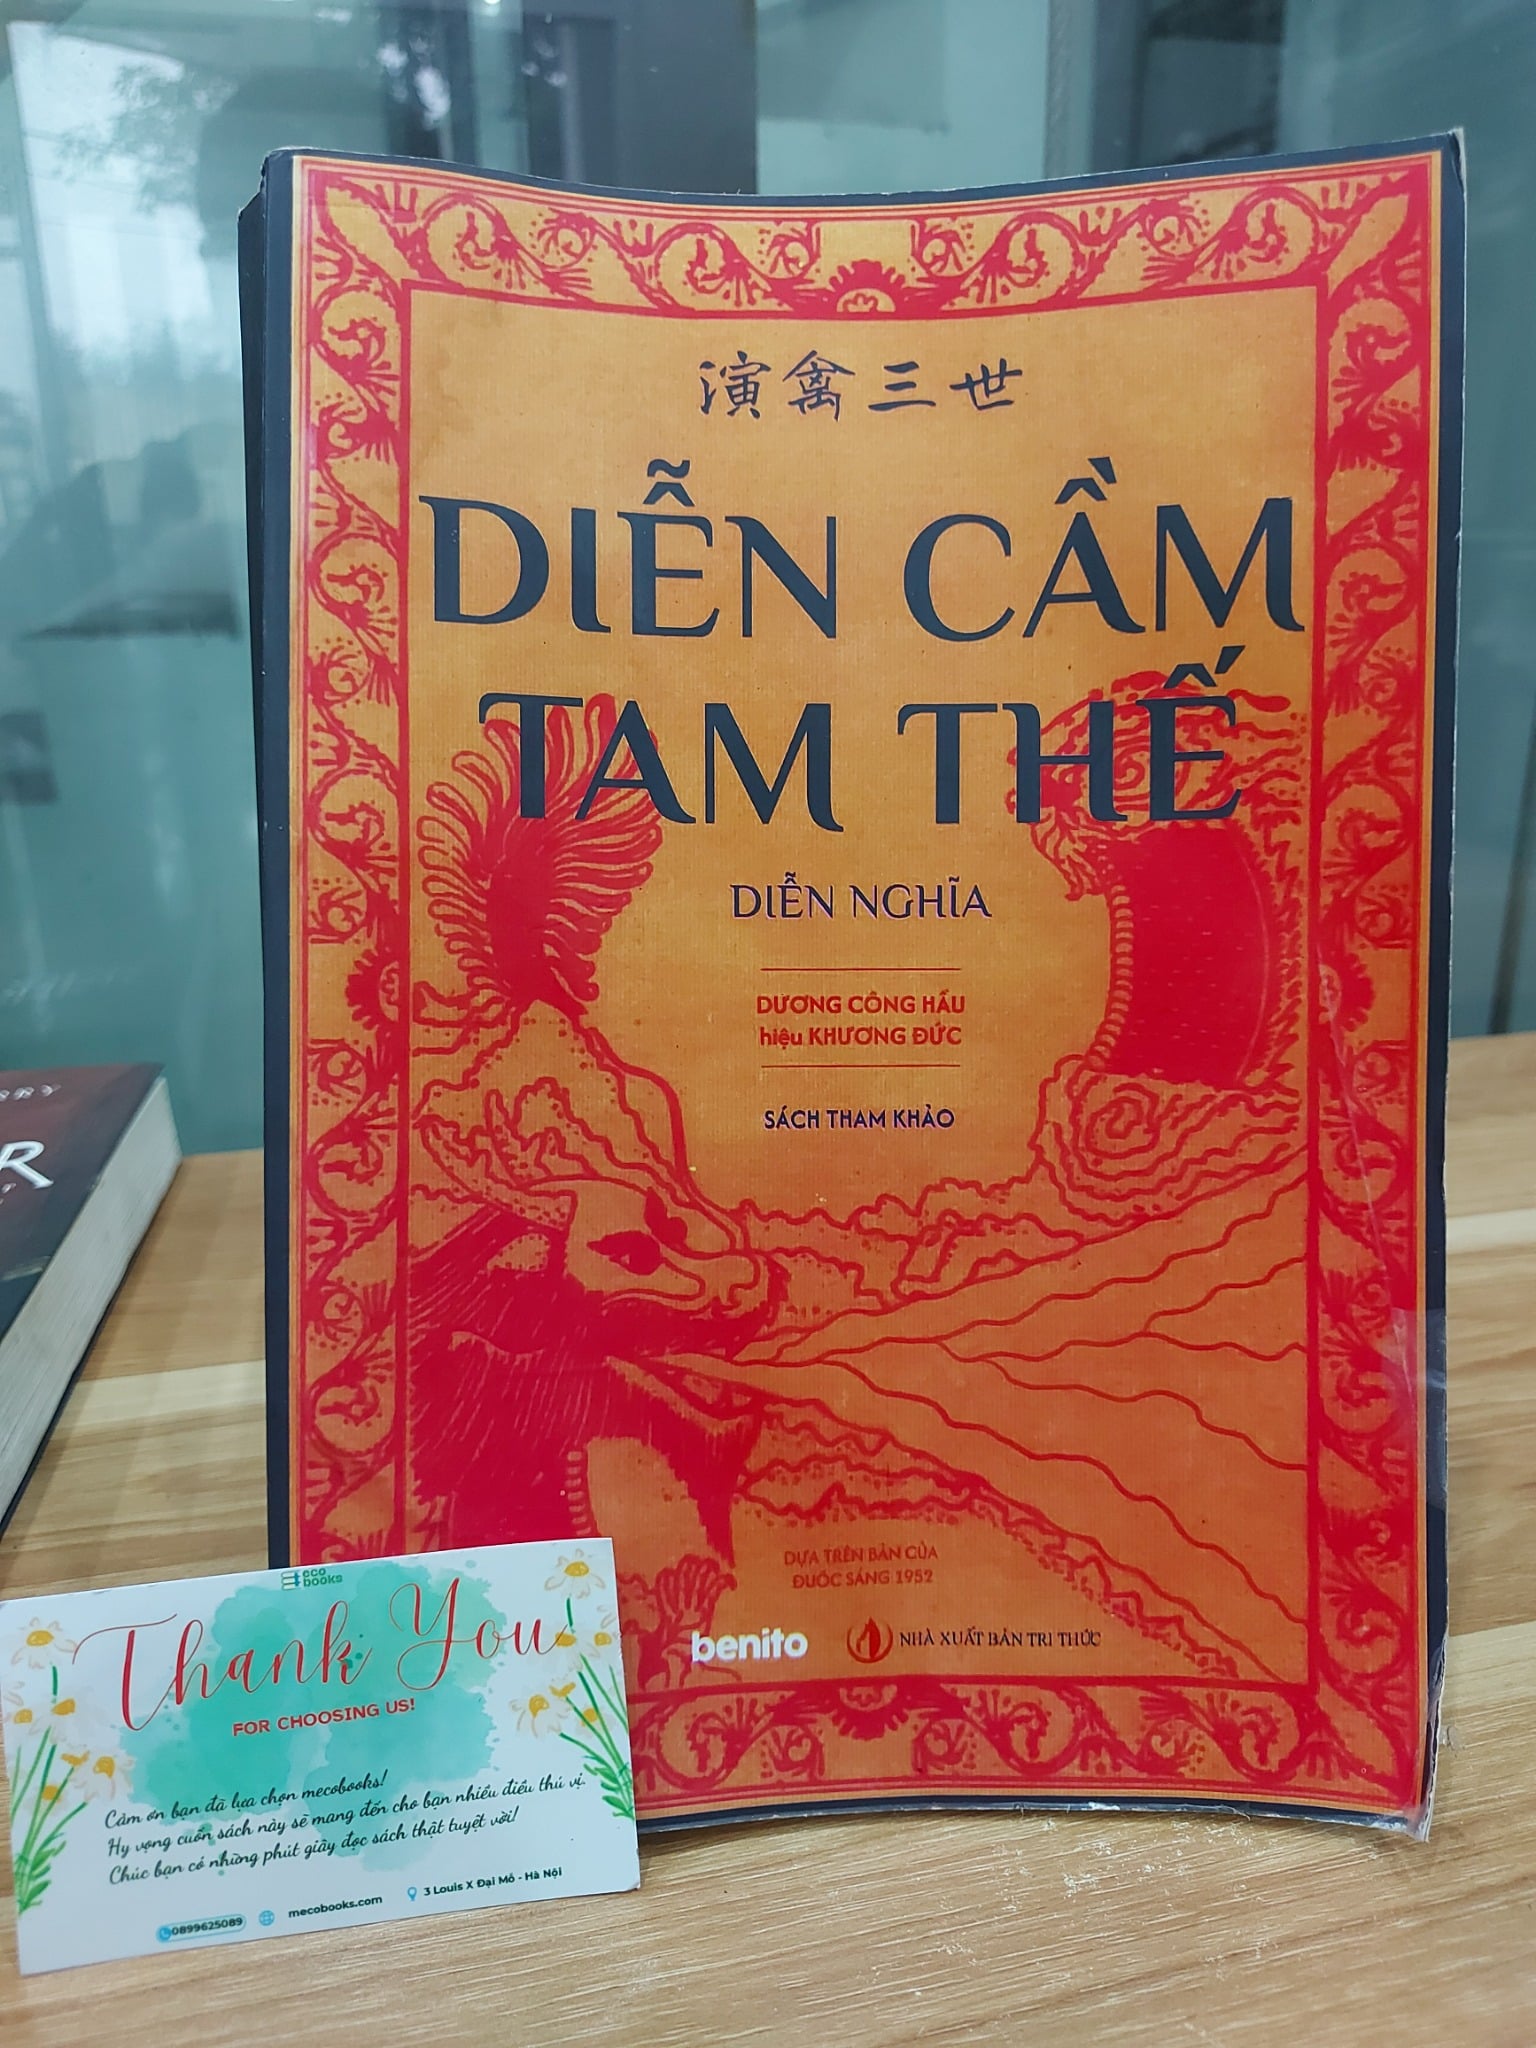 演禽三世
DIỄN CẦM
TAM THẾ
DIỄN NGHĨA
DƯƠNG CÔNG HẦU
hiệu KHƯƠNG ĐỨC
SÁCH THAM KHẢO
DỰA TRÊN BẢN CỦA
ĐUỐC SÁNG 1952
benito
NHÀ XUẤT BẢN TRI THỨC
R
eco
books
Thank You
FOR CHOOSING US!
Cảm ơn bạn đã lựa chọn mecobooks!
Hy vọng cuốn sách này sẽ mang đến cho bạn nhiều điều thú vị.
Chúc bạn có những phút giây đọc sách thật tuyệt vời!
0899625089
mecobooks.com
3 Louis X Đại Mỗ - Hà Nội